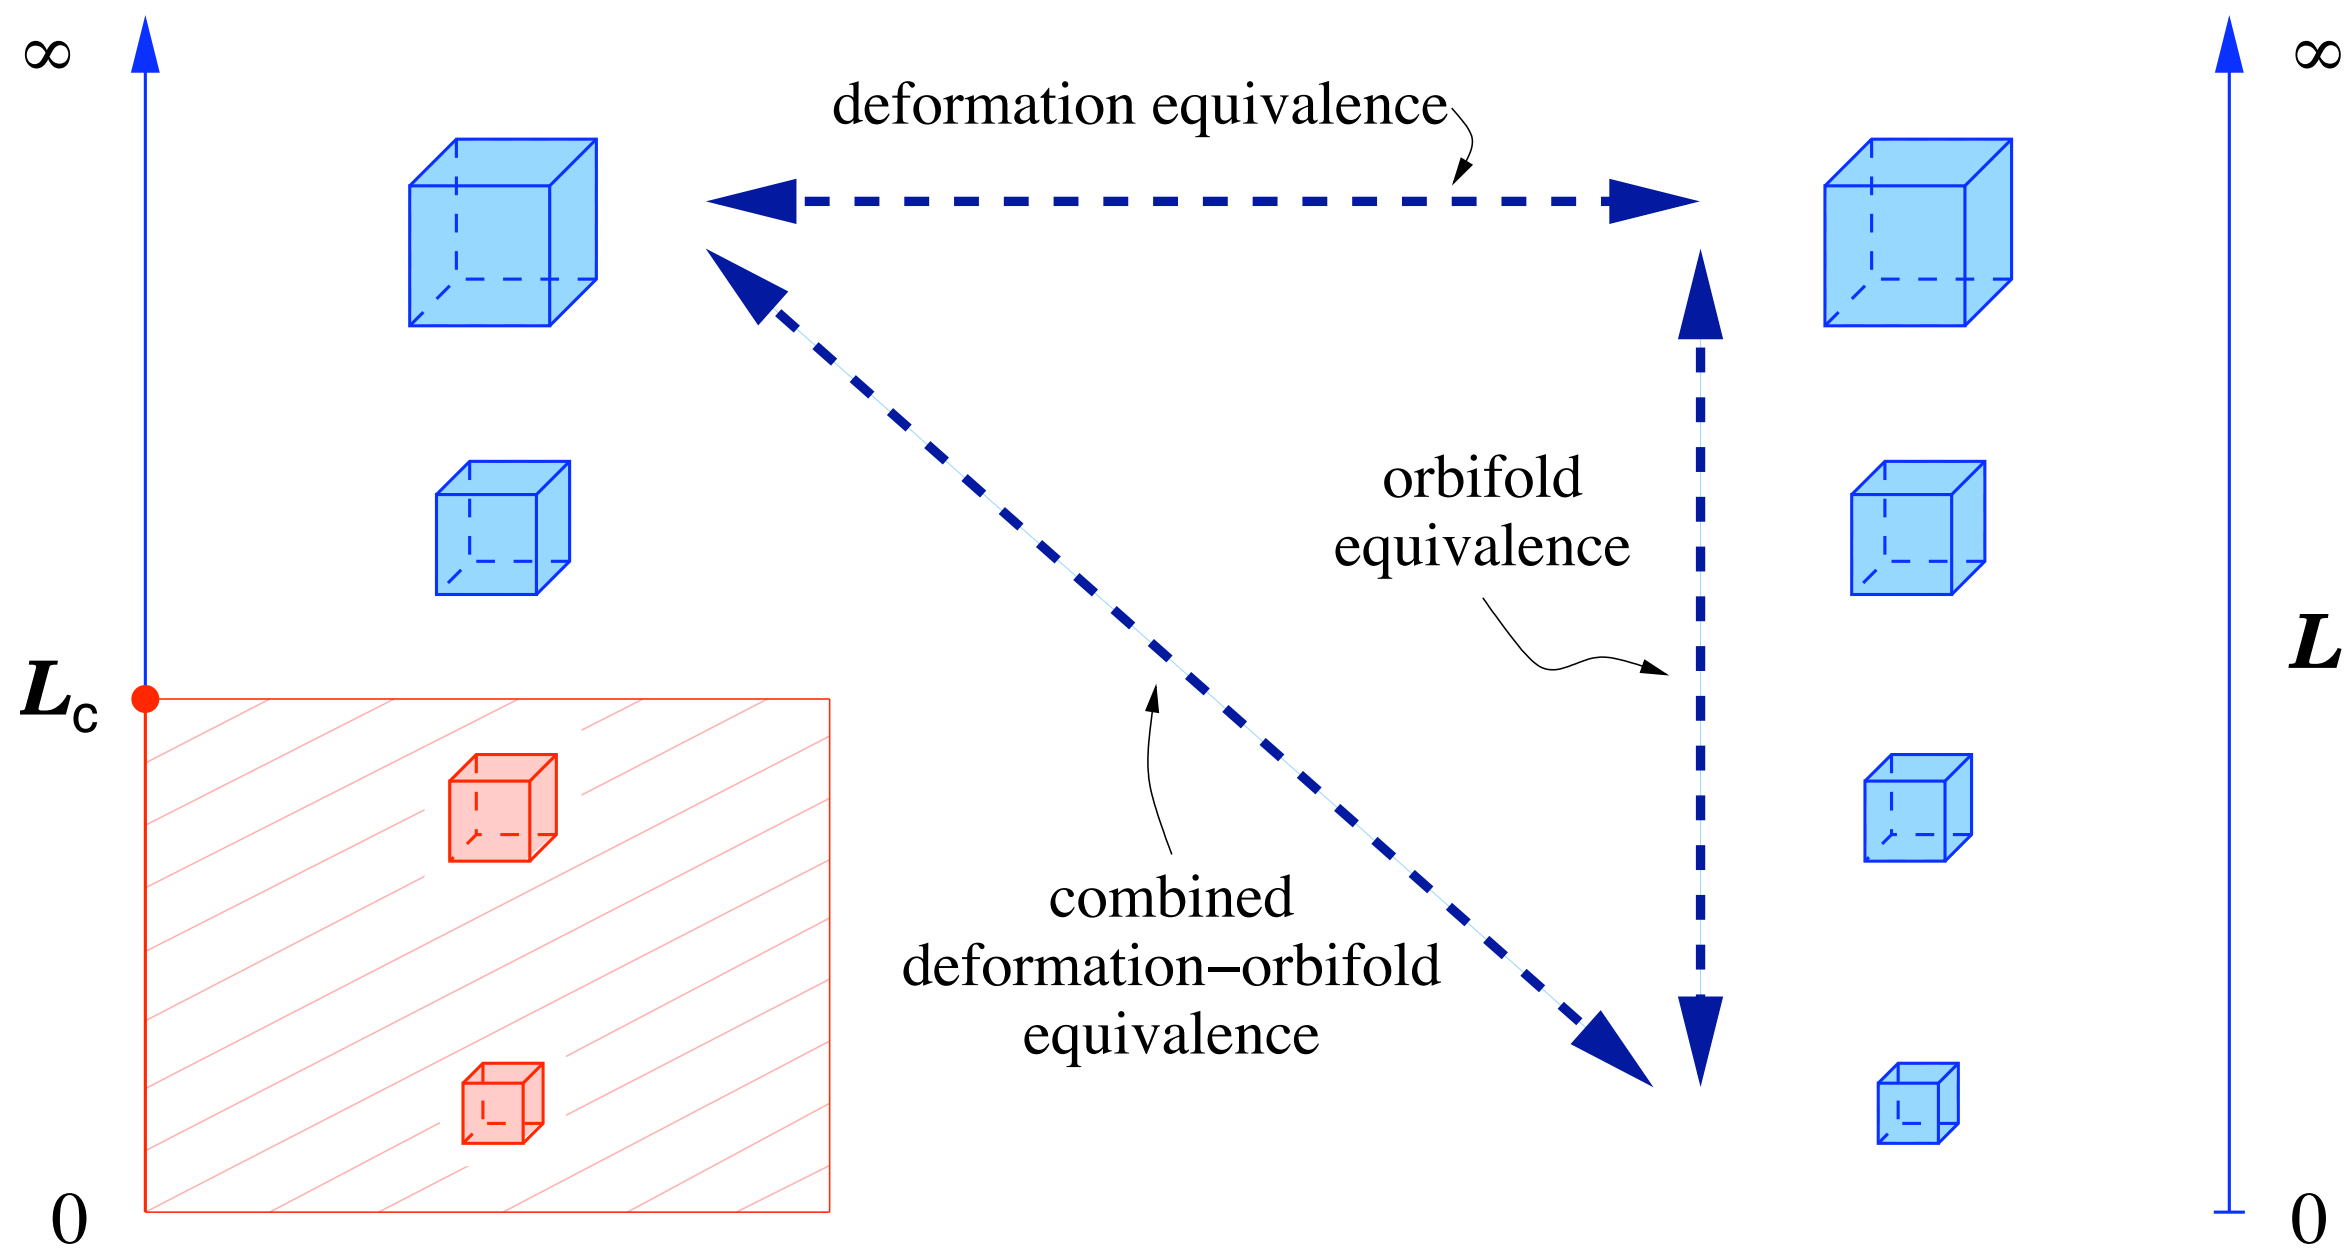 ∞
∞
deformation equivalence
orbifold
equivalence
L
Lc
combined
deformation–orbifold
equivalence
0
0